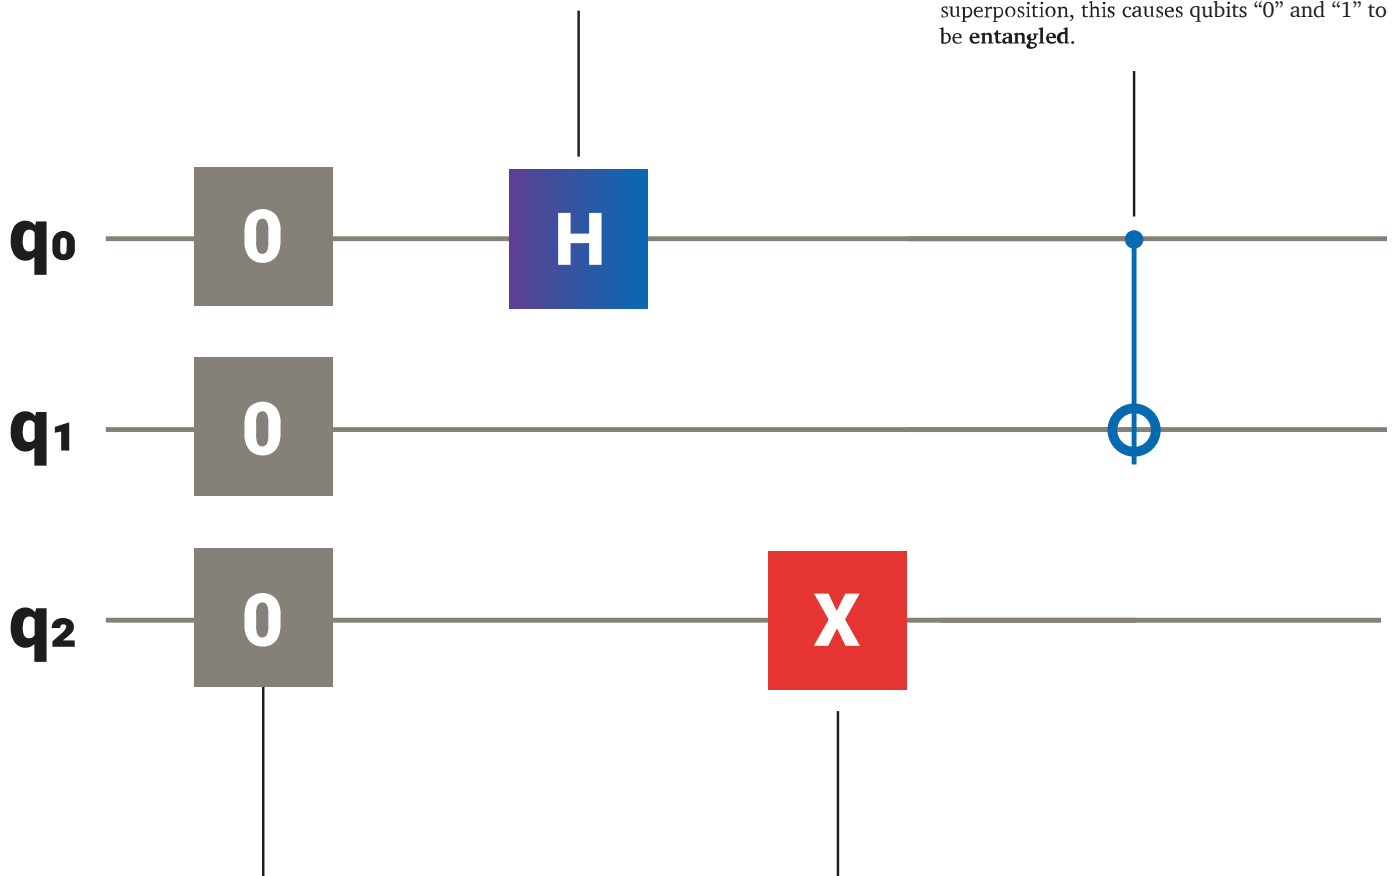 superposition, this causes qubits “0” and “1” to
be entangled.
q0 0 H
q1 0
q2 0 X